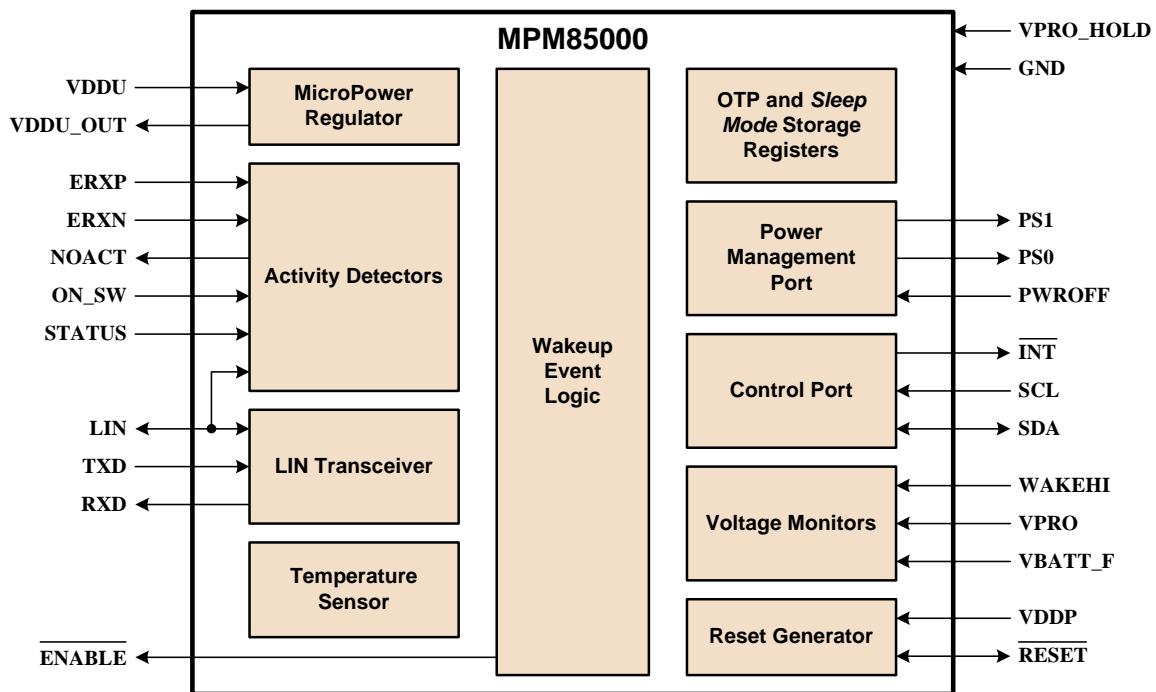 MPM85000
VDDU
VDDU_OUT
ERXP
ERXN
NOACT
ON_SW
STATUS
LIN
TXD
RXD
ENABLE
MicroPower
Regulator
Activity Detectors
LIN Transceiver
Temperature
Sensor
Wakeup
Event
Logic
OTP and Sleep
Mode Storage
Registers
Power
Management
Port
Control Port
Voltage Monitors
Reset Generator
VPRO_HOLD
GND
PS1
PS0
PWROFF
INT
SCL
SDA
WAKEHI
VPRO
VBATT_F
VDDP
RESET